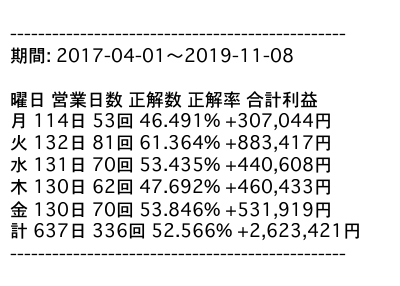 ------------------------------------------------
期間: 2017-04-01～2019-11-08
曜日 営業日数 正解数 正解率 合計利益
月 114日 53回 46.491% +307,044円
火 132日 81回 61.364% +883,417円
水 131日 70回 53.435% +440,608円
木 130日 62回 47.692% +460,433円
金 130日 70回 53.846% +531,919円
計 637日 336回 52.566% +2,623,421円
------------------------------------------------